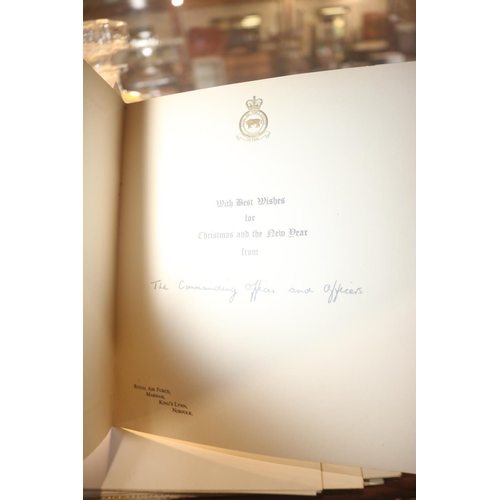 With Best Wishes
for
Christmas and the New Year
from
The Commanding Officer and Officers
Royal Air Force,
Marham,
King's Lynn,
Norfolk.